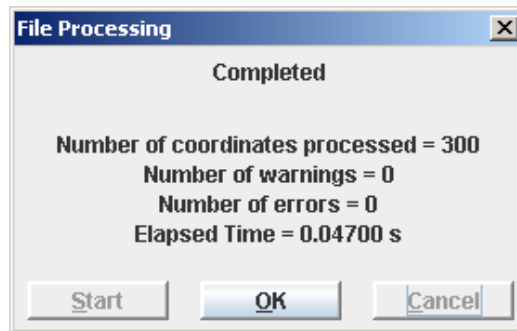 File Processing
Completed
Number of coordinates processed = 300
Number of warnings = 0
Number of errors = 0
Elapsed Time = 0.04700 s
Start OK Cancel